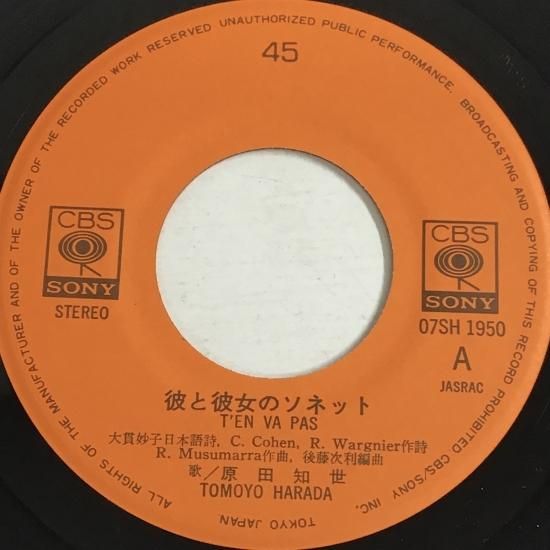 ALL RIGHTS OF THE MANUFACTURER AND OF THE OWNER OF THE RECORDED WORK RESERVED UNAUTHORIZED PUBLIC PERFORMANCE, BROADCASTING AND COPYING OF THIS RECORD PROHIBITED CBS/SONY INC. TOKYO JAPAN
45
CBS
SONY
STEREO
CBS
SONY
07SH 1950
A
JASRAC
彼と彼女のソネット
T'EN VA PAS
大貫妙子日本語詩, C. Cohen, R. Wargnier作詩
R. Musumarra作曲, 後藤次利編曲
歌/原田知世
TOMOYO HARADA